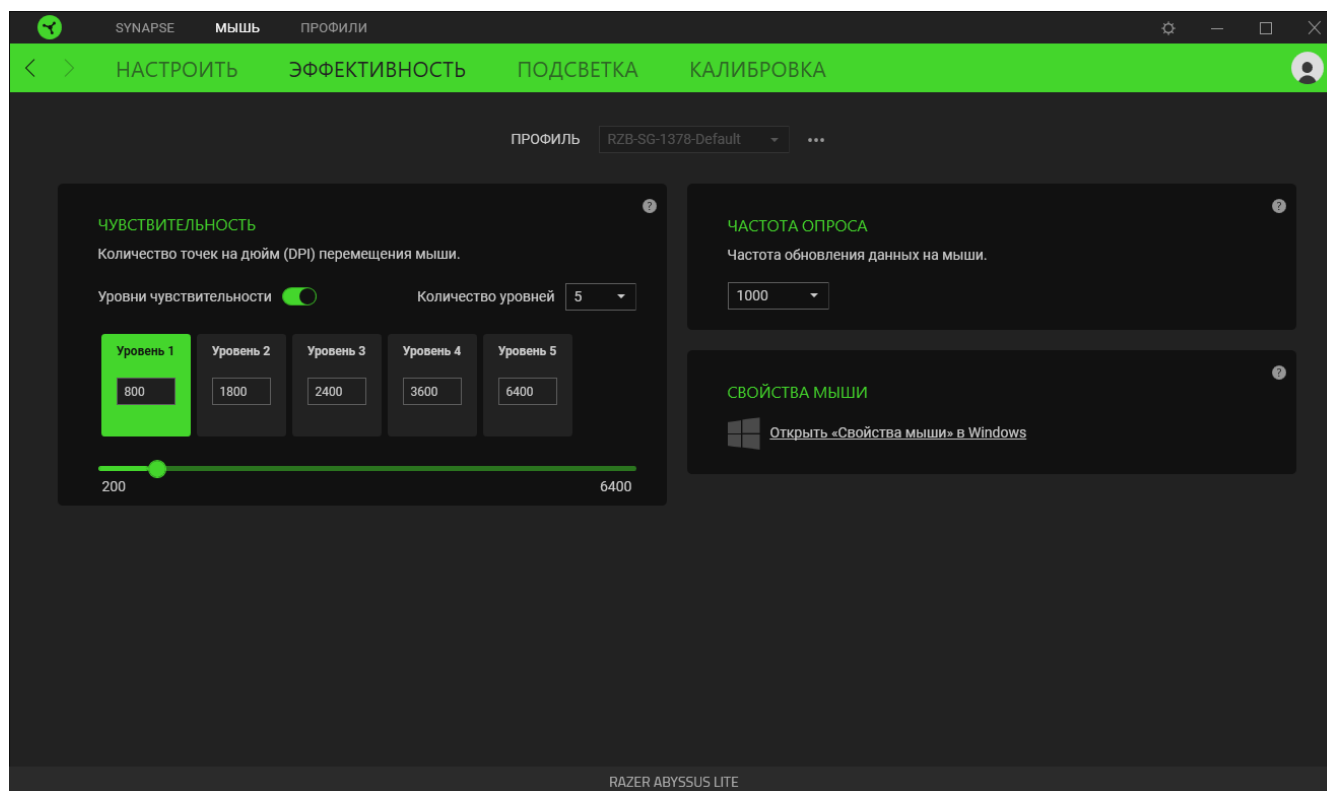 SYNAPSE МЫШЬ ПРОФИЛИ
НАСТРОИТЬ ЭФФЕКТИВНОСТЬ ПОДСВЕТКА КАЛИБРОВКА
ПРОФИЛЬ RZB-SG-1378-Default
ЧУВСТВИТЕЛЬНОСТЬ
Количество точек на дюйм (DPI) перемещения мыши.
Уровни чувствительности Количество уровней 5
Уровень 1 Уровень 2 Уровень 3 Уровень 4 Уровень 5
800 1800 2400 3600 6400
200 6400
ЧАСТОТА ОПРОСА
Частота обновления данных на мыши.
1000
СВОЙСТВА МЫШИ
Открыть «Свойства мыши» в Windows
RAZER ABYSSUS LITE